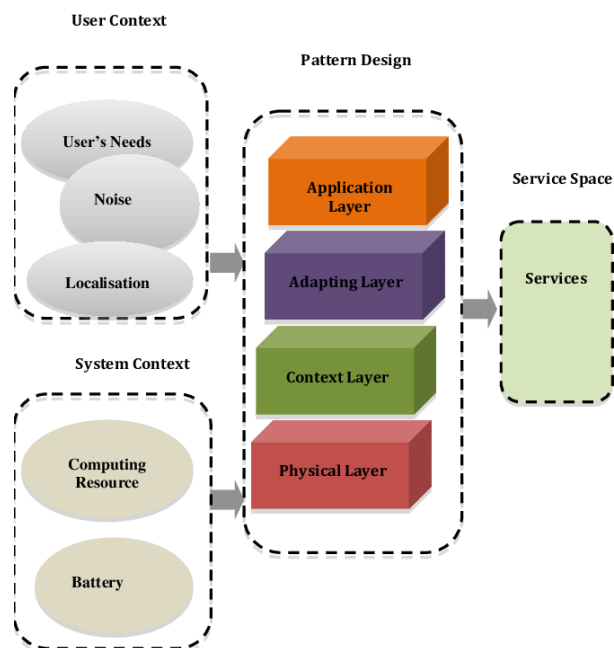 User Context
User's Needs
Noise
Localisation
System Context
Computing
Resource
Battery
Pattern Design
Application
Layer
Adapting Layer
Context Layer
Physical Layer
Service Space
Services